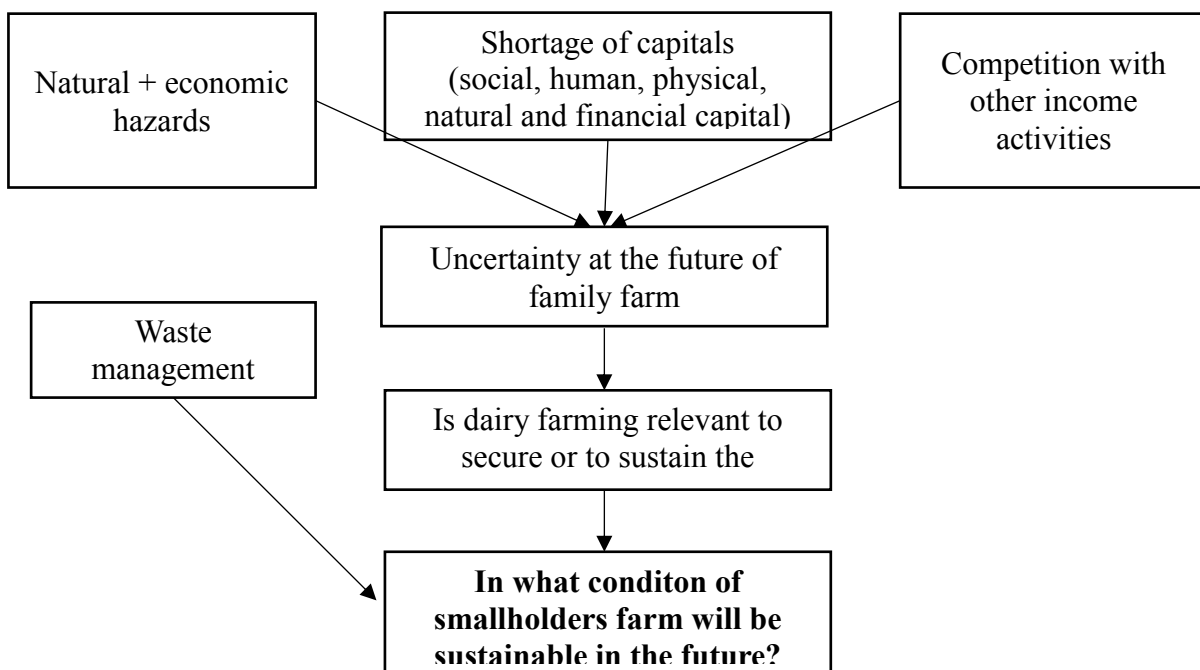 Natural + economic
hazards
Shortage of capitals
(social, human, physical,
natural and financial capital)
Competition with
other income
activities
Uncertainty at the future of
family farm
Waste
management
Is dairy farming relevant to
secure or to sustain the
In what conditon of
smallholders farm will be
sustainable in the future?